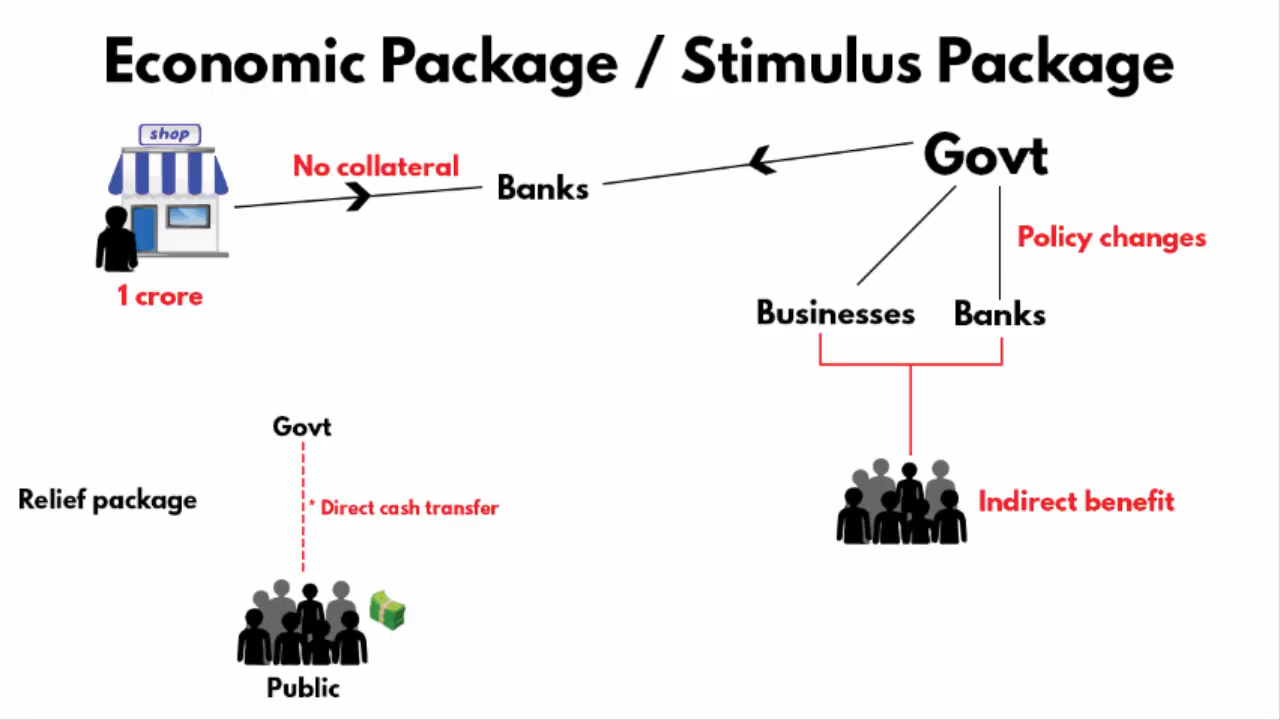 Economic Package / Stimulus Package
shop
No collateral
Banks
Govt
1 crore
Policy changes
Businesses
Banks
Govt
Relief package
* Direct cash transfer
Indirect benefit
Public